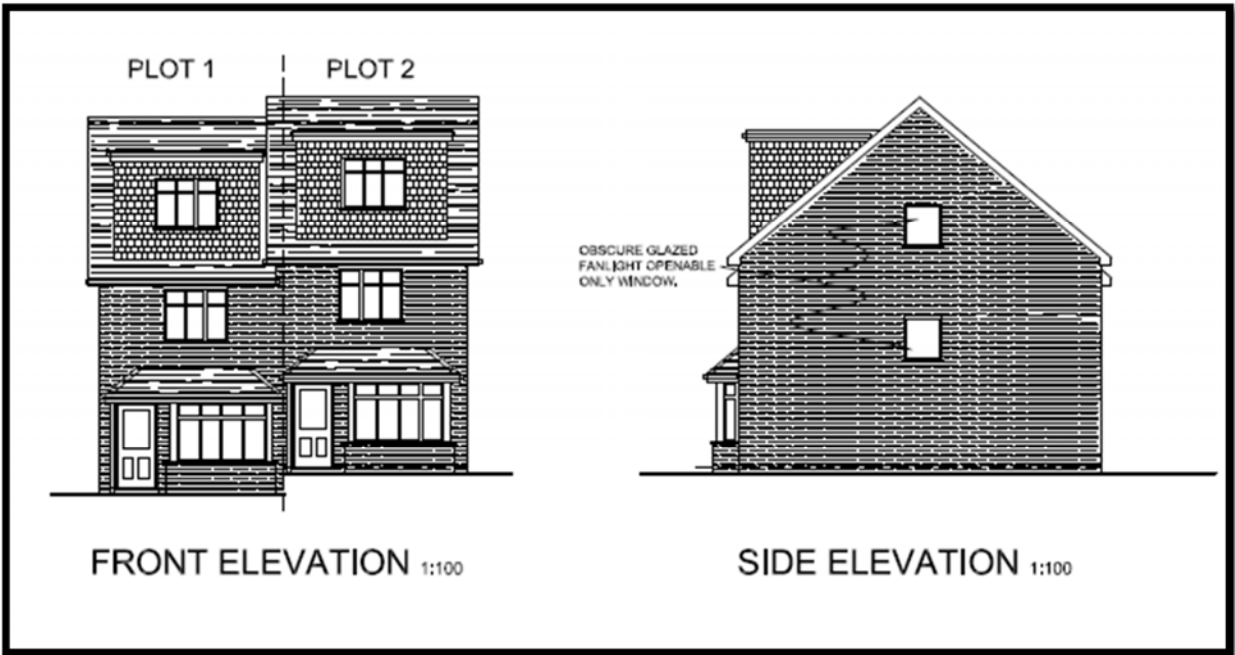 PLOT 1
PLOT 2
OBSCURE GLAZED
FANLIGHT OPENABLE
ONLY WINDOW.
FRONT ELEVATION 1:100
SIDE ELEVATION 1:100